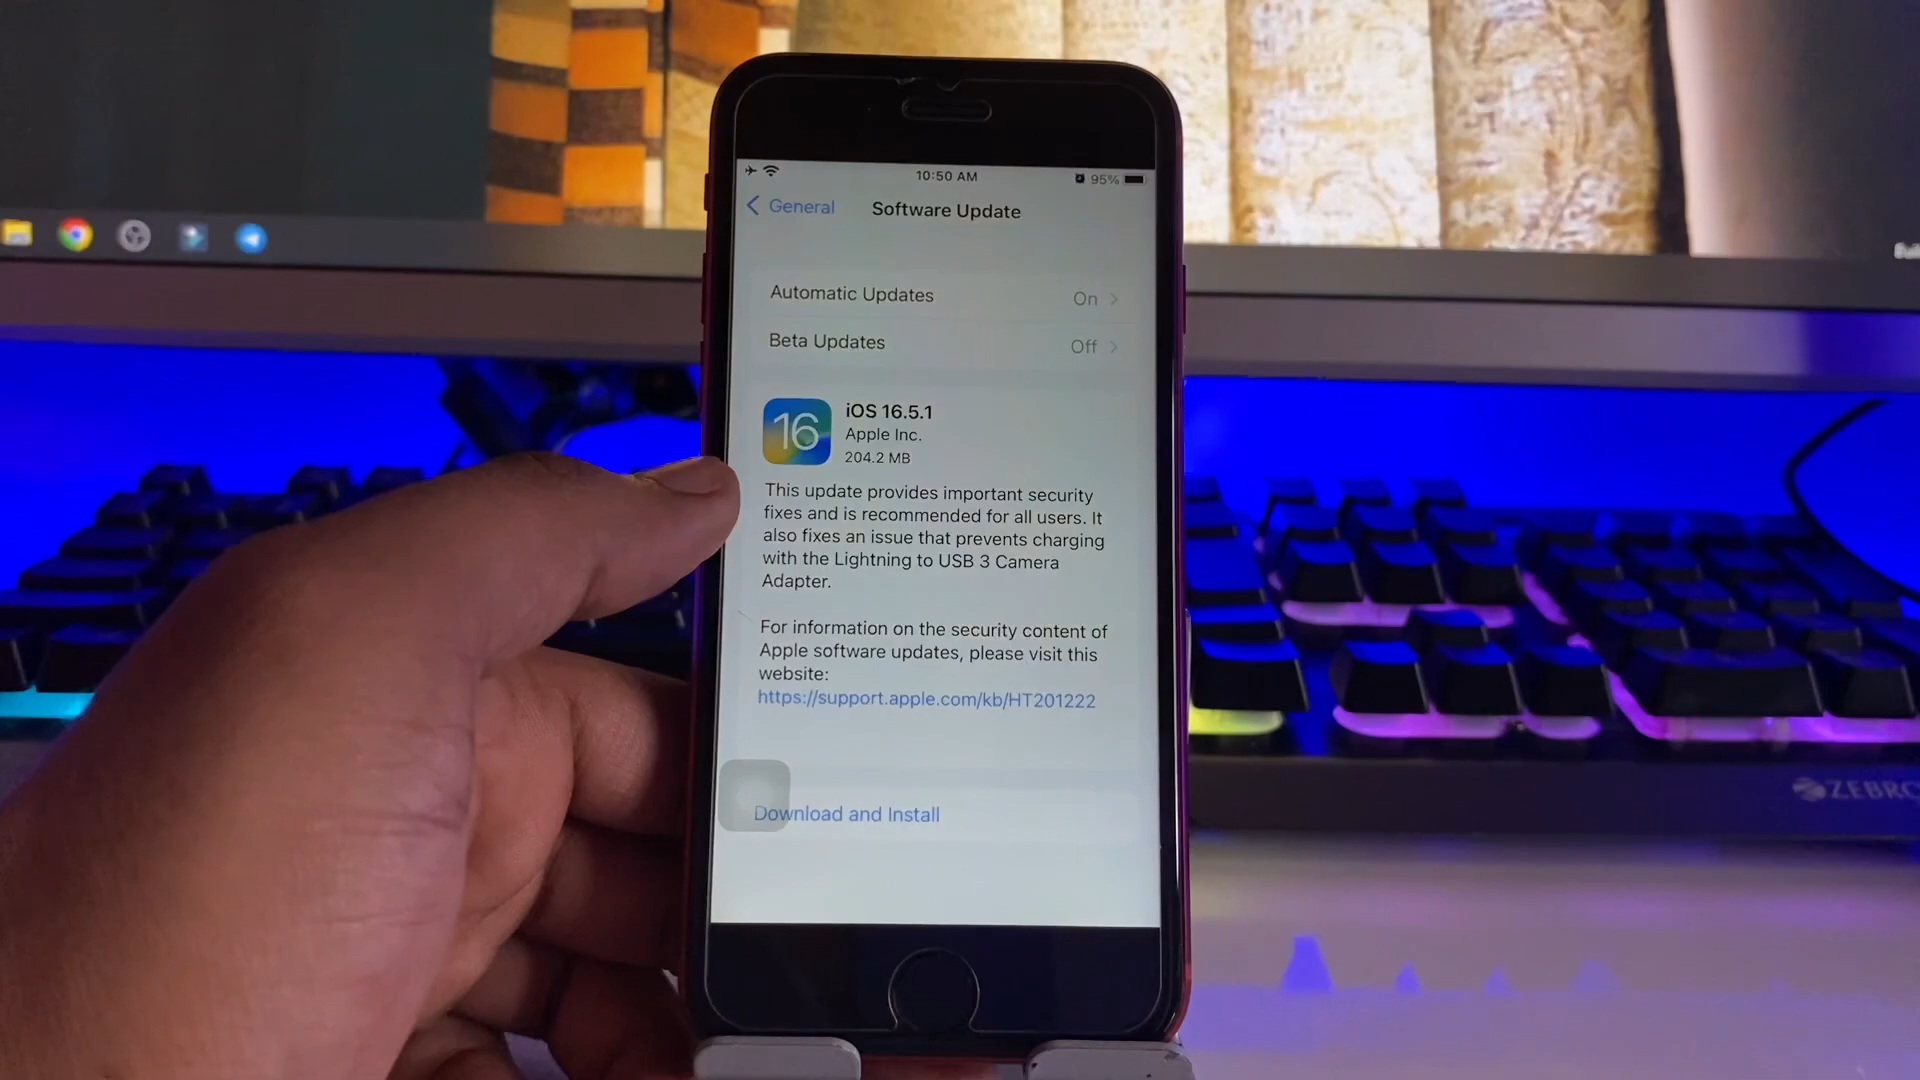 10:50 AM
95%
General
Software Update
Automatic Updates
On
Beta Updates
Off
16
iOS 16.5.1
Apple Inc.
204.2 MB
This update provides important security
fixes and is recommended for all users. It
also fixes an issue that prevents charging
with the Lightning to USB 3 Camera
Adapter.
For information on the security content of
Apple software updates, please visit this
website:
https://support.apple.com/kb/HT201222
Download and Install
ZEBRO